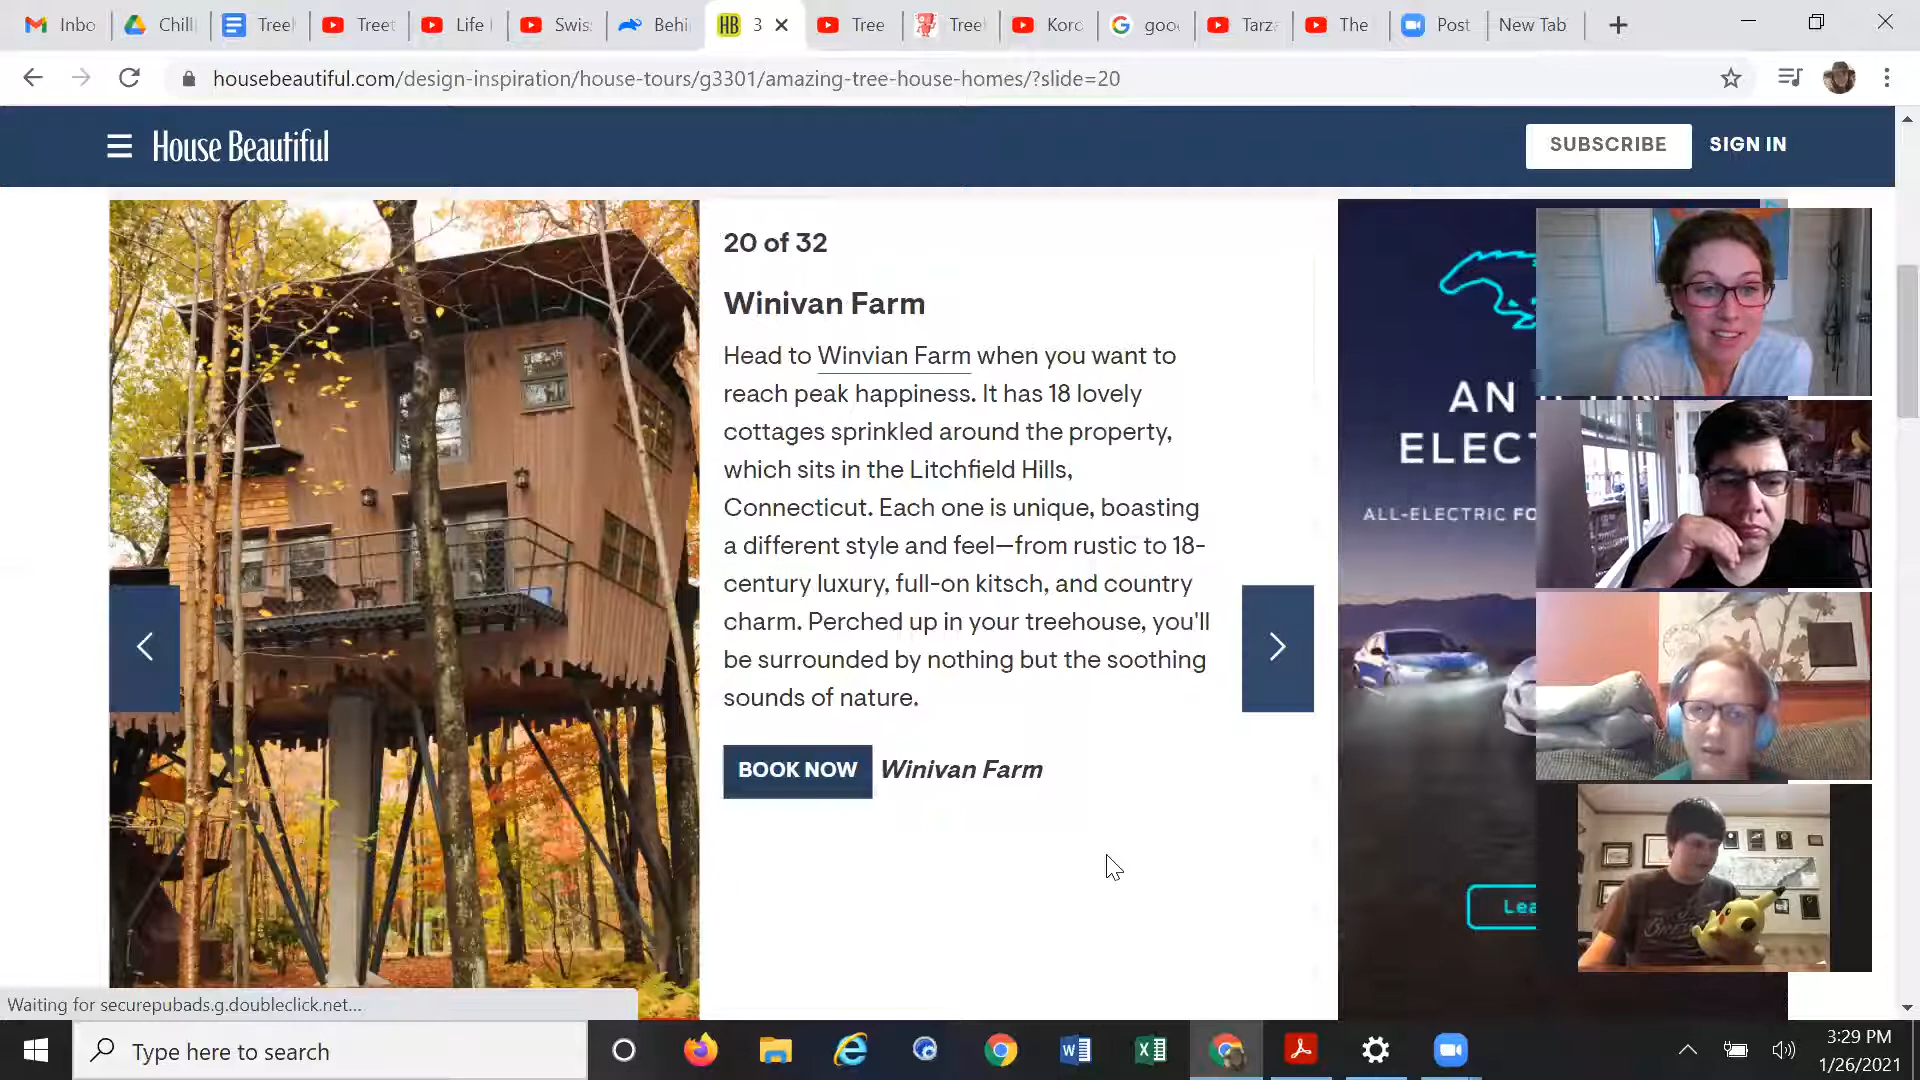 Inbo
Chill
Treel
Treet
Life
Swis
Behi
HB
3
Tree
Tree
Korc
goo
Tarza
The
Post
New Tab
housebeautiful.com/design-inspiration/house-tours/g3301/amazing-tree-house-homes/?slide=20
House Beautiful
SUBSCRIBE
SIGN IN
20 of 32
Winivan Farm
Head to Winvian Farm when you want to
reach peak happiness. It has 18 lovely
cottages sprinkled around the property,
which sits in the Litchfield Hills,
Connecticut. Each one is unique, boasting
a different style and feel—from rustic to 18-
century luxury, full-on kitsch, and country
charm. Perched up in your treehouse, you'll
be surrounded by nothing but the soothing
sounds of nature.
BOOK NOW
Winivan Farm
AN
ELECT
ALL-ELECTRIC FO
Lea
Waiting for securepubads.g.doubleclick.net...
Type here to search
3:29 PM
1/26/2021